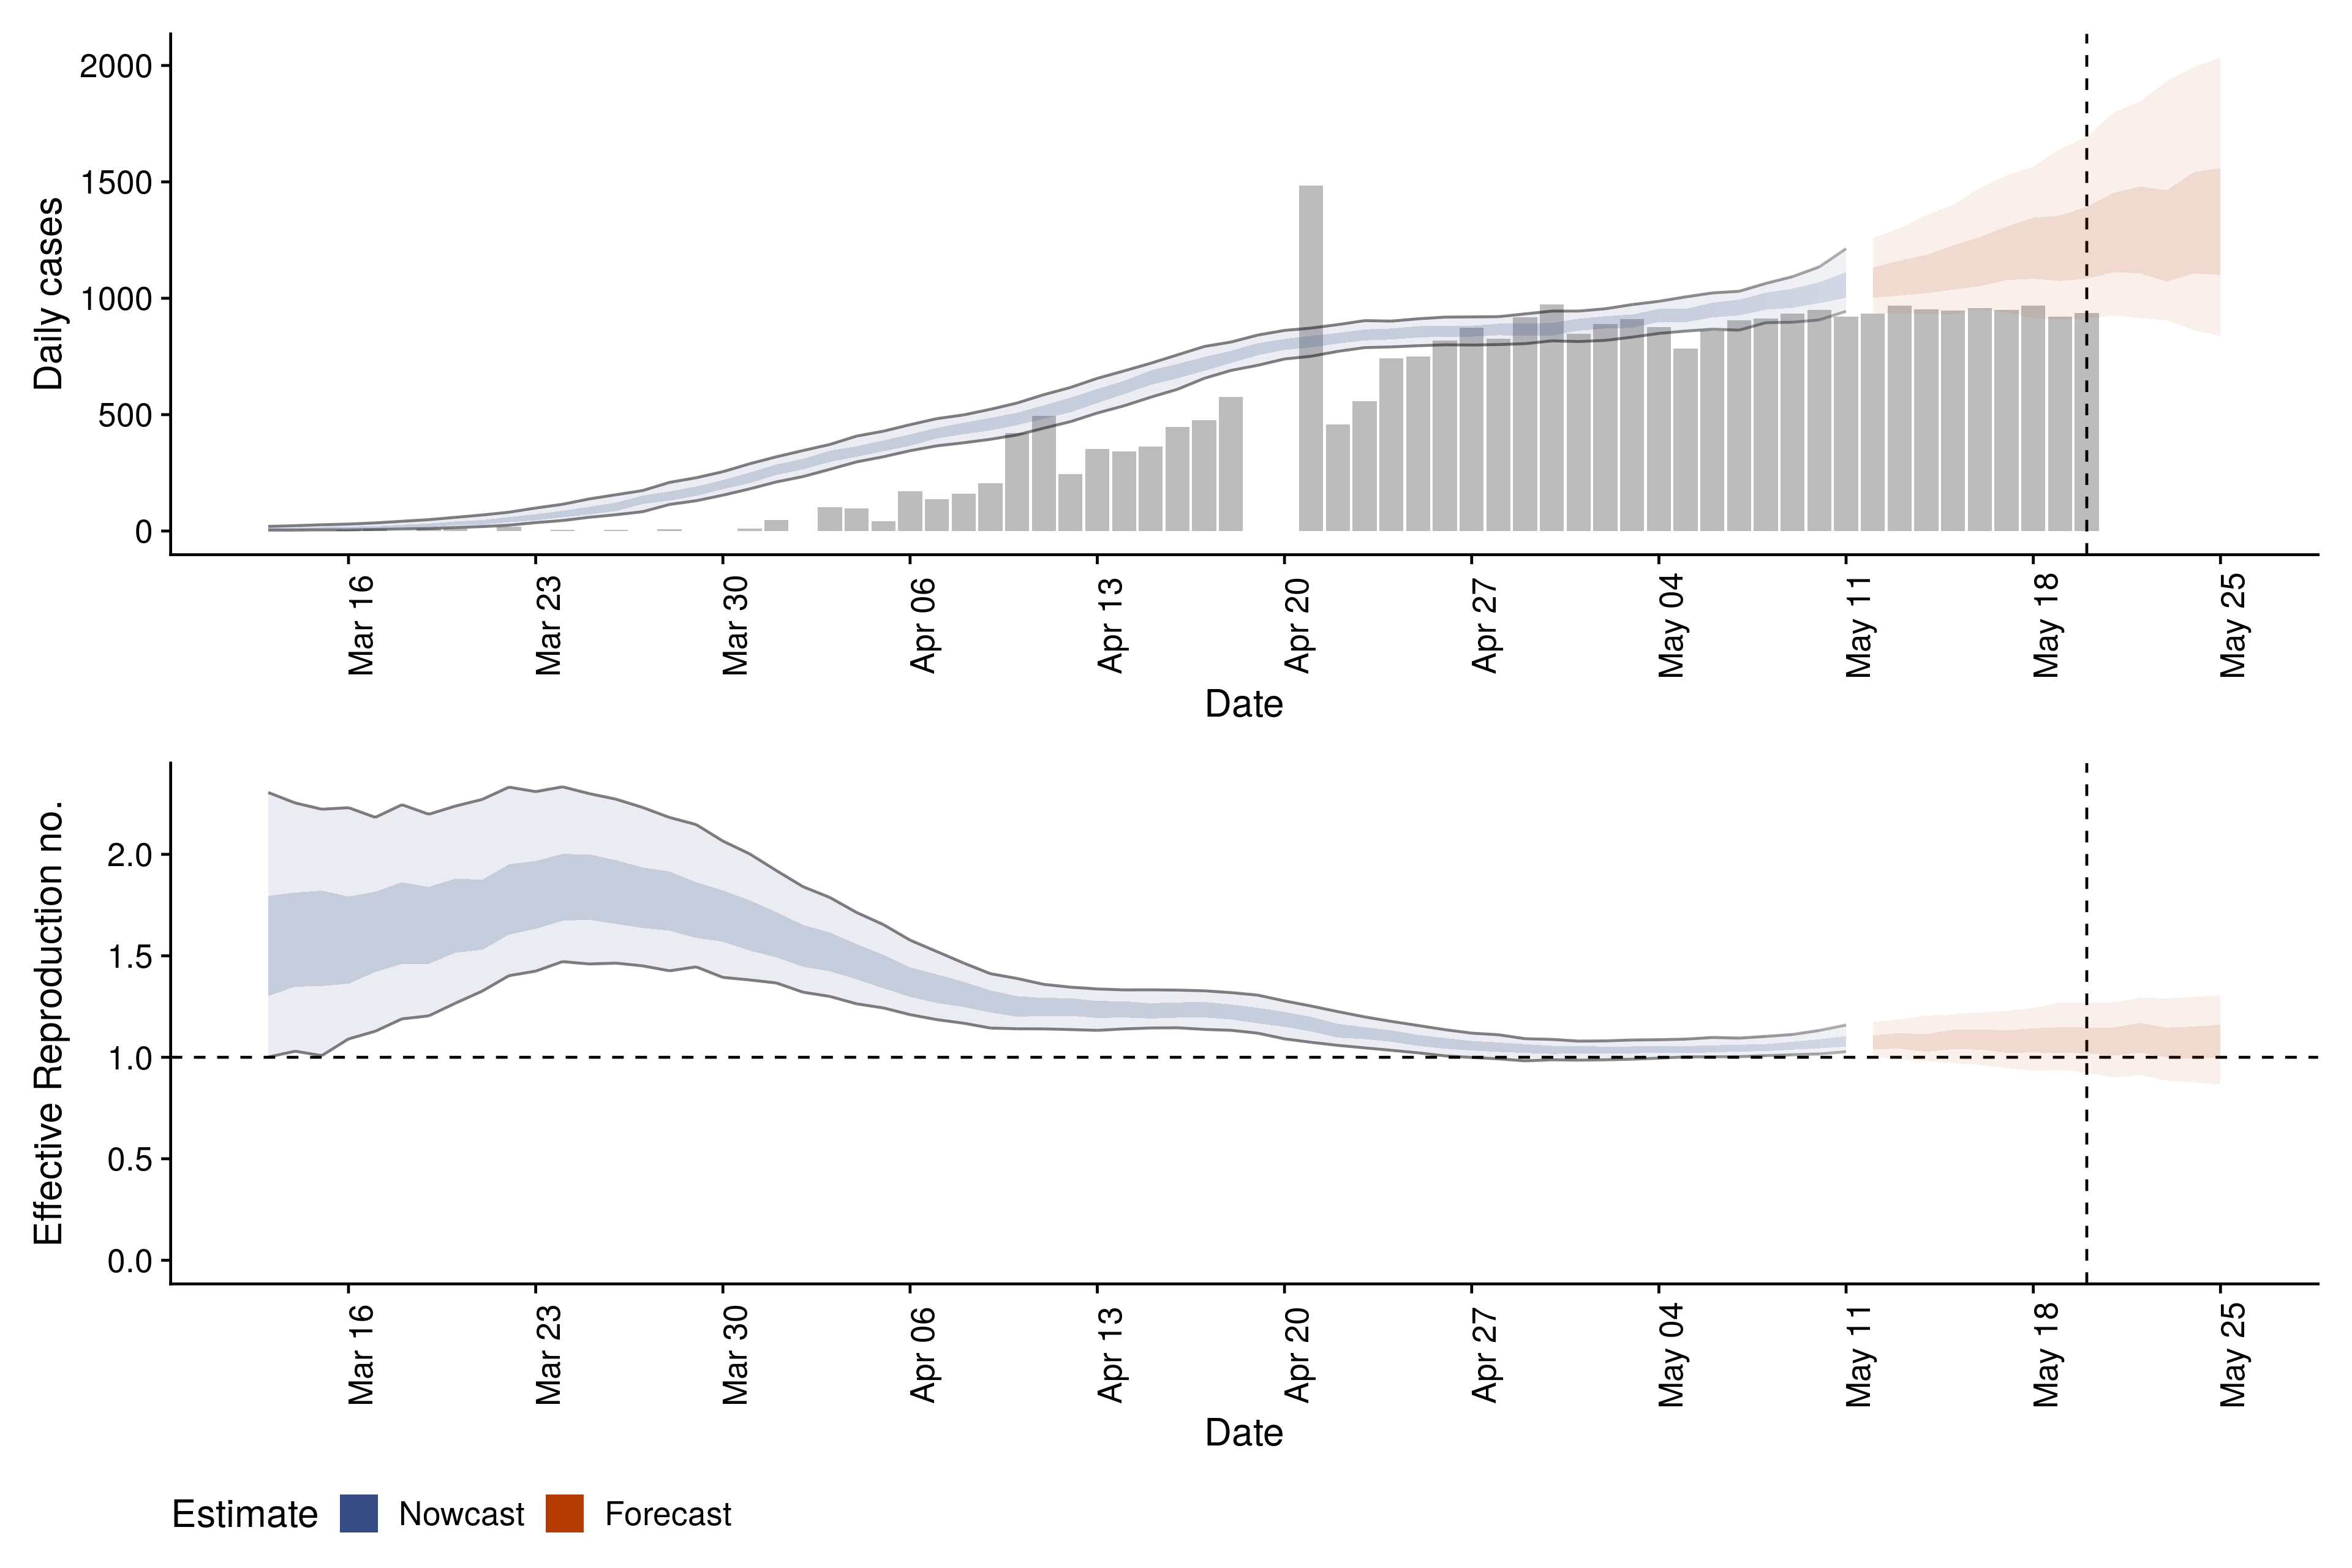 Daily cases
2000
1500
1000
500
0
Mar 16
Mar 23
Mar 30
Apr 06
Apr 13
Apr 20
Apr 27
May 04
May 11
May 18
May 25
Date
Effective Reproduction no.
2.0
1.5
1.0
0.5
0.0
Mar 16
Mar 23
Mar 30
Apr 06
Apr 13
Apr 20
Apr 27
May 04
May 11
May 18
May 25
Date
Estimate Nowcast Forecast